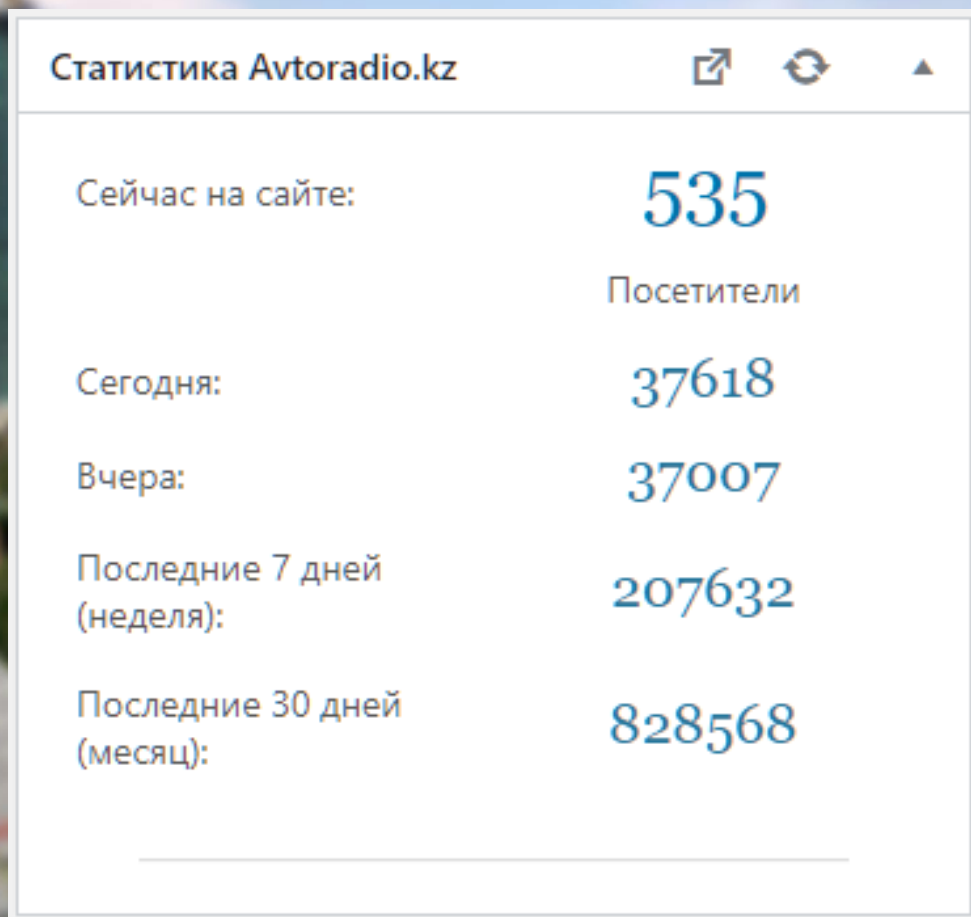 Статистика Avtoradio.kz
Сейчас на сайте: 535
Посетители
Сегодня: 37618
Вчера: 37007
Последние 7 дней
(неделя): 207632
Последние 30 дней
(месяц): 828568